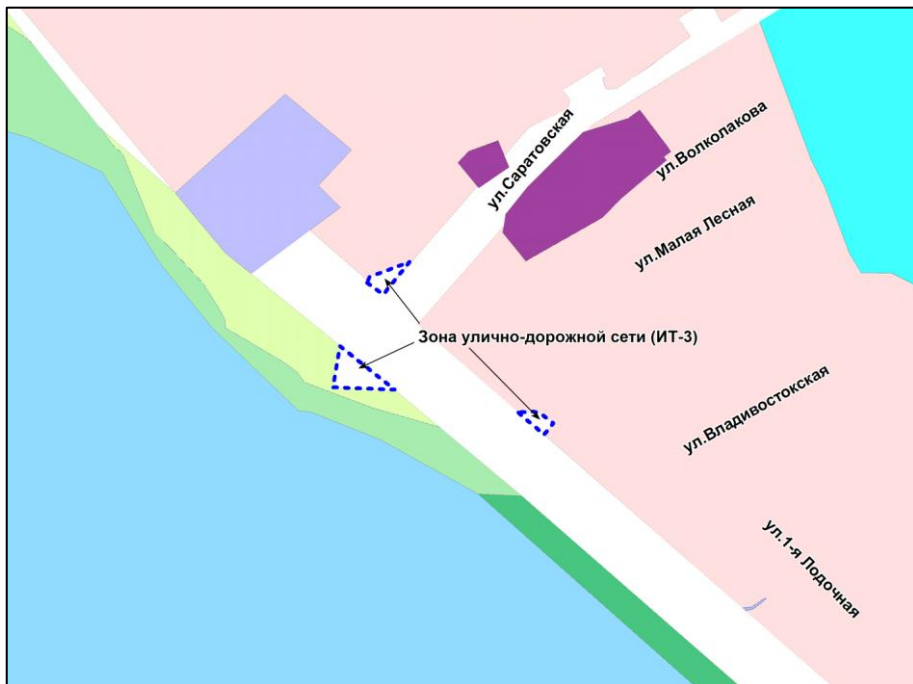 ул.Саратовская
ул.Волколакова
ул.Малая Лесная
Зона улично-дорожной сети (ИТ-3)
ул.Владивостокская
ул.1-я Лодочная